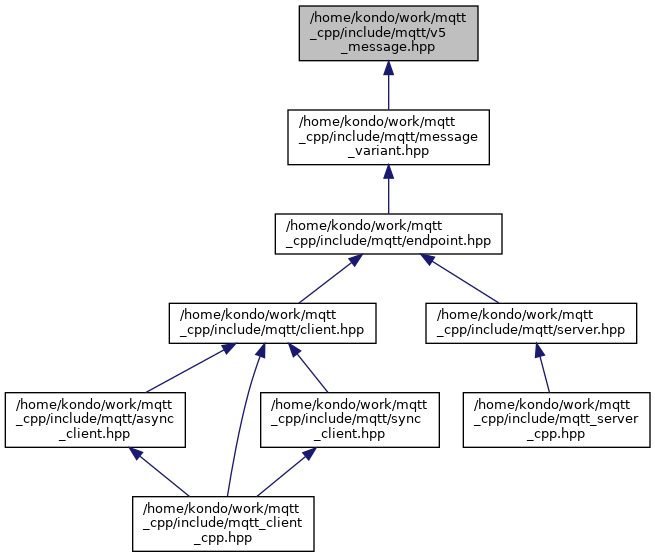 /home/kondo/work/mqtt
_cpp/include/mqtt/v5
_message.hpp
/home/kondo/work/mqtt
_cpp/include/mqtt/message
_variant.hpp
/home/kondo/work/mqtt
_cpp/include/mqtt/endpoint.hpp
/home/kondo/work/mqtt
_cpp/include/mqtt/client.hpp
/home/kondo/work/mqtt
_cpp/include/mqtt/server.hpp
/home/kondo/work/mqtt
_cpp/include/mqtt/async
_client.hpp
/home/kondo/work/mqtt
_cpp/include/mqtt/sync
_client.hpp
/home/kondo/work/mqtt
_cpp/include/mqtt_server
_cpp.hpp
/home/kondo/work/mqtt
_cpp/include/mqtt_client
_cpp.hpp